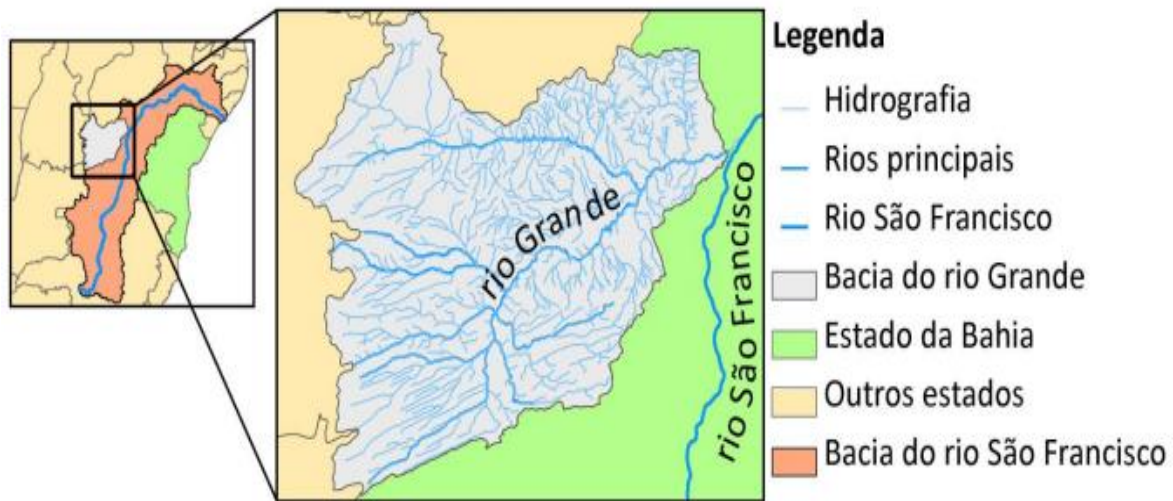 rio Grande
rio São Francisco
Legenda
Hidrografia
Rios principais
Rio São Francisco
Bacia do rio Grande
Estado da Bahia
Outros estados
Bacia do rio São Francisco